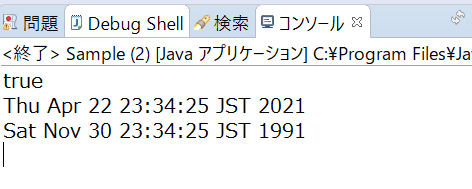 問題 Debug Shell 検索 コンソール
<終了> Sample (2) [Java アプリケーション] C:¥Program Files¥Ja
true
Thu Apr 22 23:34:25 JST 2021
Sat Nov 30 23:34:25 JST 1991